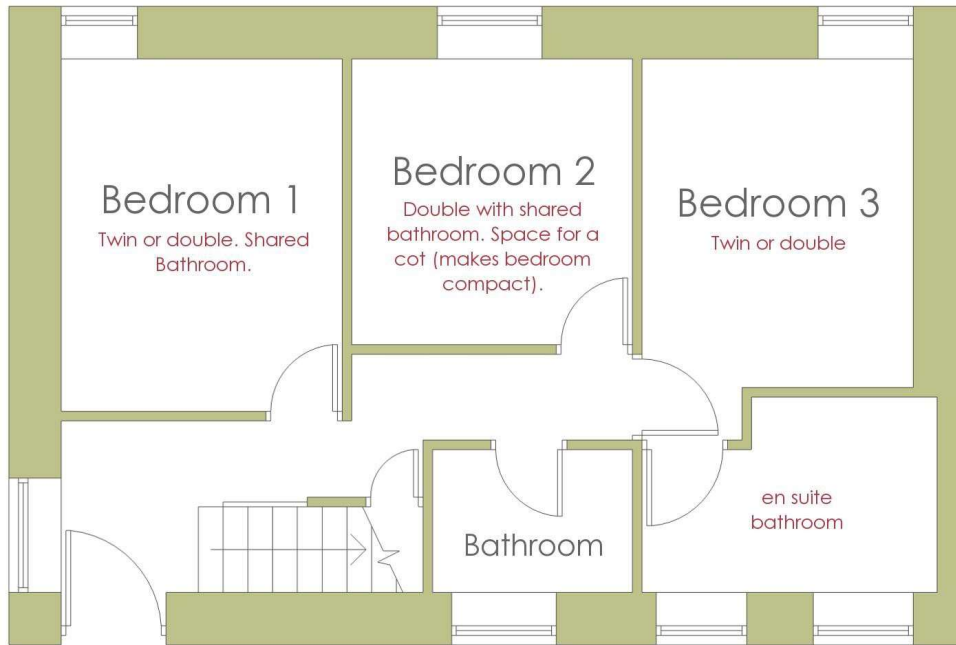 Bedroom 1
Twin or double. Shared
Bathroom.
Bedroom 2
Double with shared
bathroom. Space for a
cot (makes bedroom
compact).
Bedroom 3
Twin or double
Bathroom
en suite
bathroom